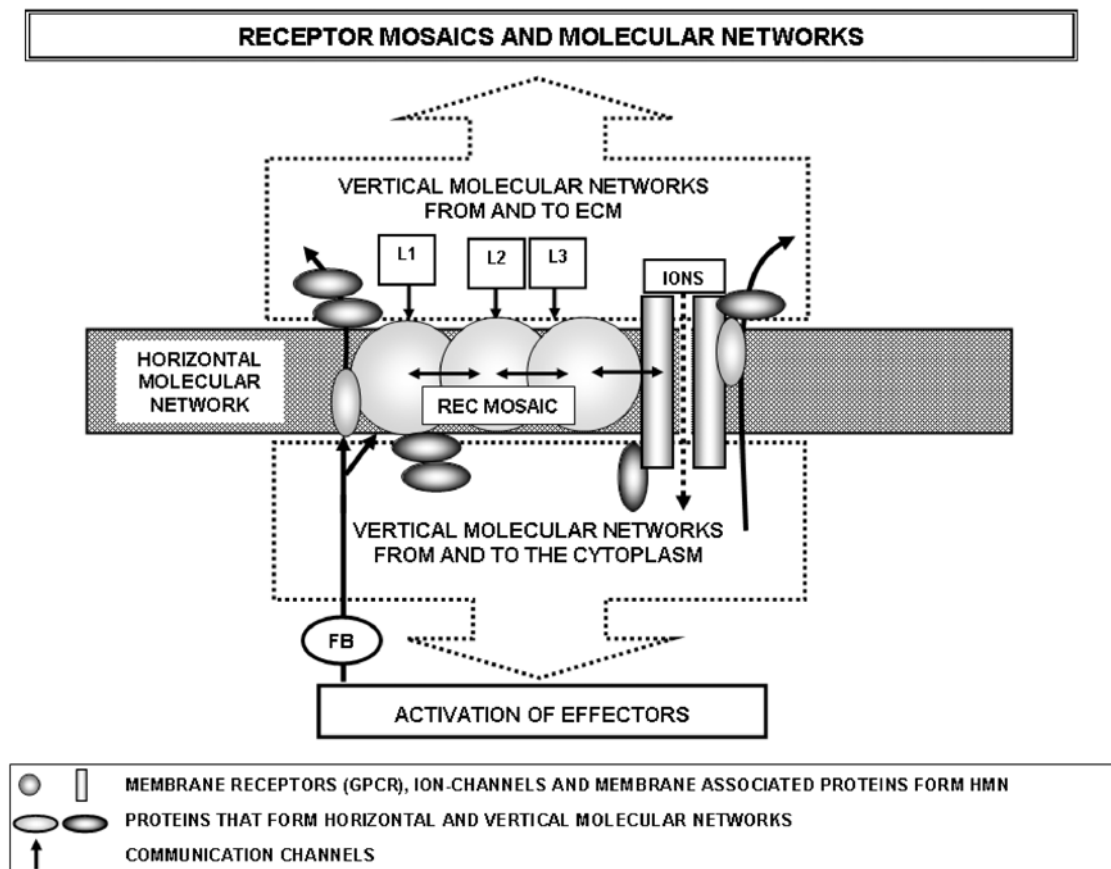 RECEPTOR MOSAICS AND MOLECULAR NETWORKS
VERTICAL MOLECULAR NETWORKS
FROM AND TO ECM
L1
L2
L3
IONS
HORIZONTAL
MOLECULAR
NETWORK
REC MOSAIC
VERTICAL MOLECULAR NETWORKS
FROM AND TO THE CYTOPLASM
FB
ACTIVATION OF EFFECTORS
MEMBRANE RECEPTORS (GPCR), ION-CHANNELS AND MEMBRANE ASSOCIATED PROTEINS FORM HMN
PROTEINS THAT FORM HORIZONTAL AND VERTICAL MOLECULAR NETWORKS
COMMUNICATION CHANNELS